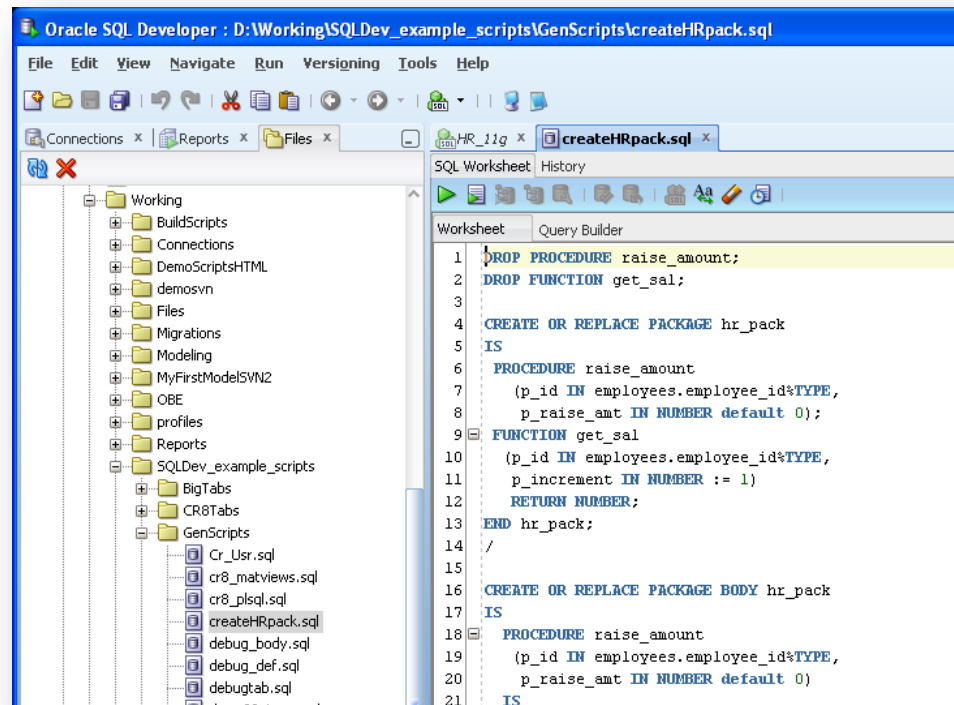 Oracle SQL Developer : D:\Working\SQLDev_example_scripts\GenScripts\createHRpack.sql
File Edit View Navigate Run Versioning Tools Help
Connections x Reports x Files x
Working
BuildScripts
Connections
DemoScriptsHTML
demosvn
Files
Migrations
Modeling
MyFirstModelSVN2
OBE
profiles
Reports
SQLDev_example_scripts
BigTabs
CR8Tabs
GenScripts
Cr_Usr.sql
cr8_matviews.sql
cr8_plsql.sql
createHRpack.sql
debug_body.sql
debug_def.sql
debugtab.sql
HR_11g x createHRpack.sql x
SQL Worksheet History
Worksheet Query Builder
1 DROP PROCEDURE raise_amount;
2 DROP FUNCTION get_sal;
3
4 CREATE OR REPLACE PACKAGE hr_pack
5 IS
6 PROCEDURE raise_amount
7 (p_id IN employees.employee_id%TYPE,
8 p_raise_amt IN NUMBER default 0);
9 FUNCTION get_sal
10 (p_id IN employees.employee_id%TYPE,
11 p_increment IN NUMBER := 1)
12 RETURN NUMBER;
13 END hr_pack;
14 /
15
16 CREATE OR REPLACE PACKAGE BODY hr_pack
17 IS
18 PROCEDURE raise_amount
19 (p_id IN employees.employee_id%TYPE,
20 p_raise_amt IN NUMBER default 0)
21 IS